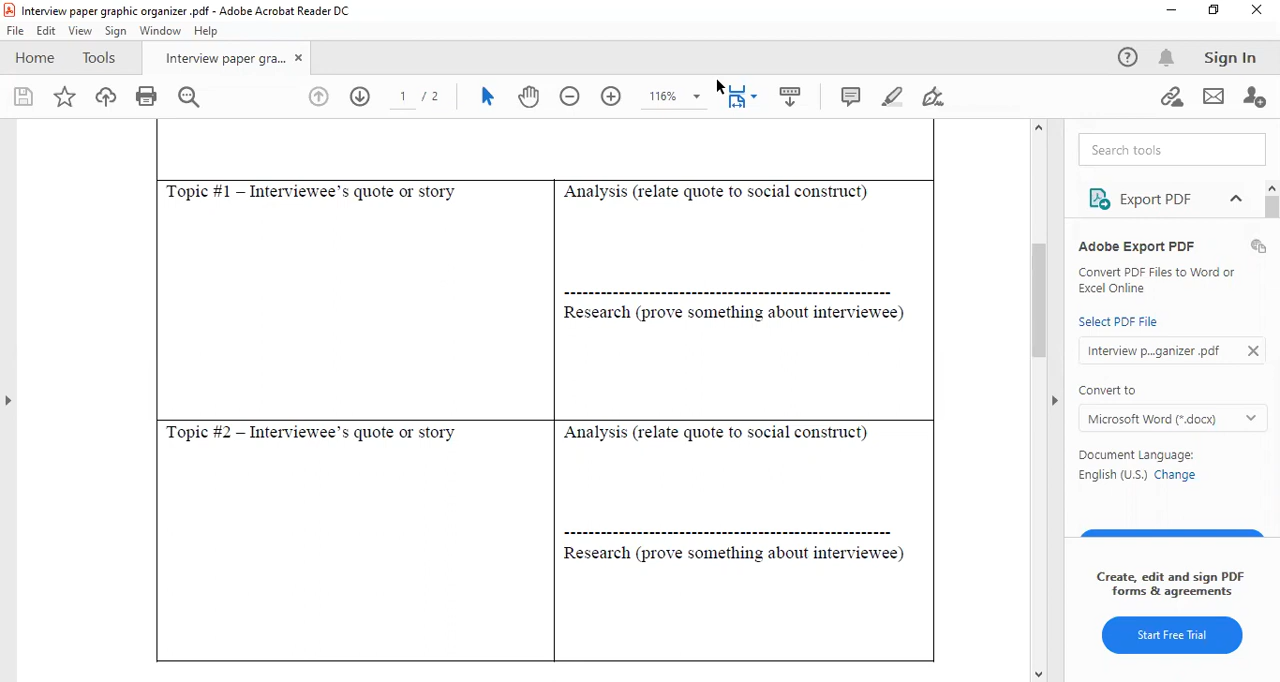 Interview paper graphic organizer .pdf - Adobe Acrobat Reader DC
File Edit View Sign Window Help
Home Tools Interview paper gra... × Sign In
1 / 2 116%
Topic #1 – Interviewee's quote or story
Analysis (relate quote to social construct)
------------------------------------------------------
Research (prove something about interviewee)
Topic #2 – Interviewee's quote or story
Analysis (relate quote to social construct)
------------------------------------------------------
Research (prove something about interviewee)
Search tools
Export PDF
Adobe Export PDF
Convert PDF Files to Word or
Excel Online
Select PDF File
Interview p...ganizer .pdf
Convert to
Microsoft Word (*.docx)
Document Language:
English (U.S.) Change
Create, edit and sign PDF
forms & agreements
Start Free Trial